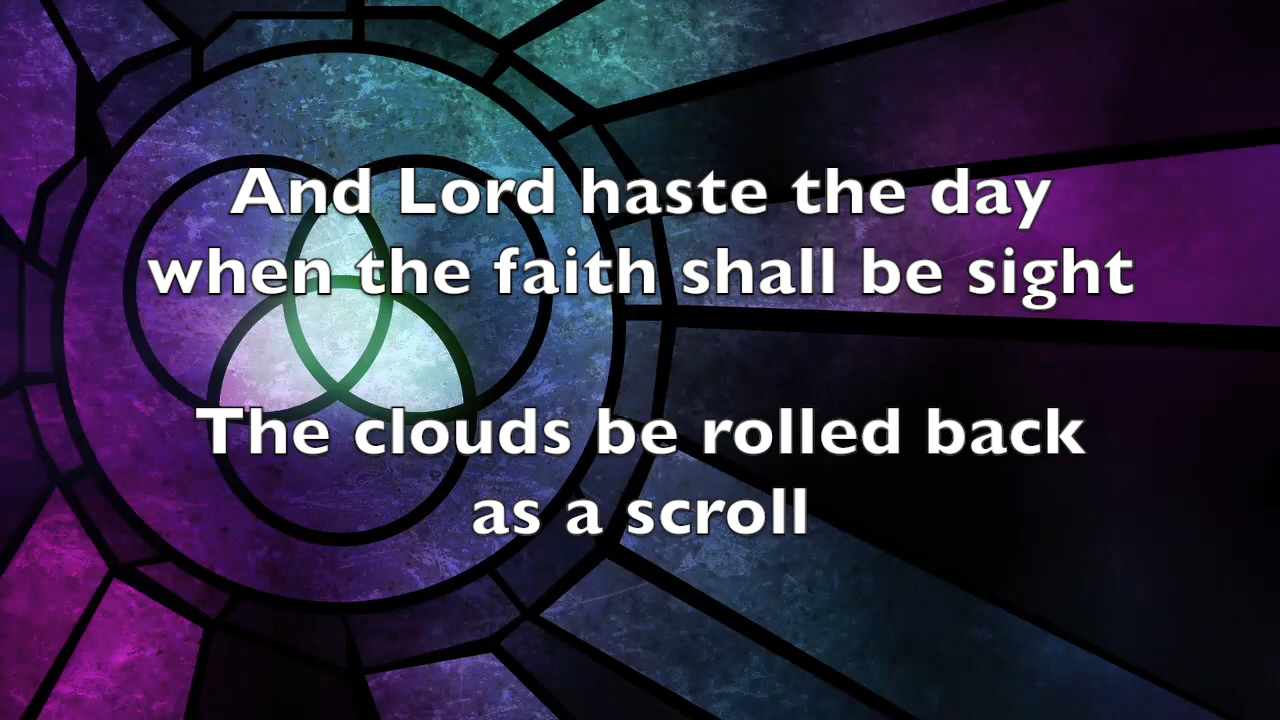 And Lord haste the day
when the faith shall be sight
The clouds be rolled back
as a scroll